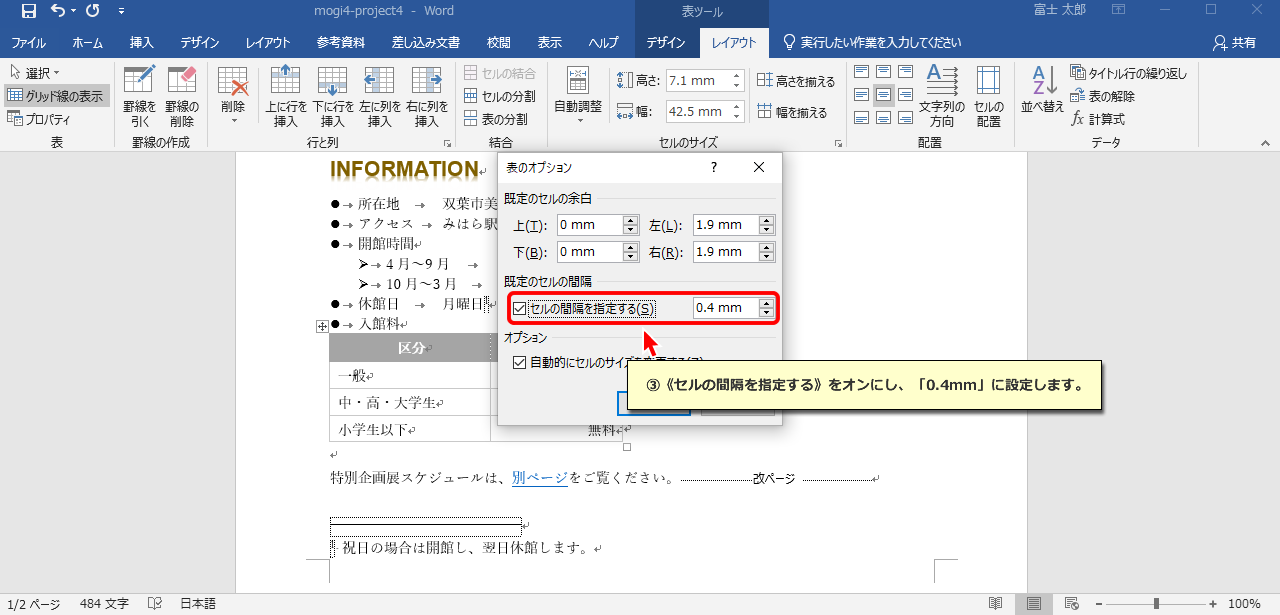 mogi4-project4 - Word
表ツール
富士 太郎
ファイル ホーム 挿入 デザイン レイアウト 参考資料 差し込み文書 校閲 表示 ヘルプ デザイン レイアウト 実行したい作業を入力してください 共有
選択
グリッド線の表示
プロパティ
表
罫線を引く
罫線の削除
罫線の作成
削除
上に行を挿入
下に行を挿入
左に列を挿入
右に列を挿入
行と列
セルの結合
セルの分割
表の分割
結合
自動調整
高さ: 7.1 mm
幅: 42.5 mm
高さを揃える
幅を揃える
セルのサイズ
文字列の方向
セルの配置
配置
並べ替え
タイトル行の繰り返し
表の解除
計算式
データ
INFORMATION
● 所在地 双葉市美
● アクセス みはら駅
● 開館時間
➢ 4月～9月
➢ 10月～3月
● 休館日 月曜日
● 入館料
区分
一般
中・高・大学生
小学生以下 無料
特別企画展スケジュールは、別ページをご覧ください。 改ページ
祝日の場合は開館し、翌日休館します。
表のオプション ?
既定のセルの余白
上(T): 0 mm 左(L): 1.9 mm
下(B): 0 mm 右(R): 1.9 mm
既定のセルの間隔
セルの間隔を指定する(S) 0.4 mm
オプション
自動的にセルのサイズを変更する(Z)
③《セルの間隔を指定する》をオンにし、「0.4mm」に設定します。
1/2 ページ 484 文字 日本語 100%